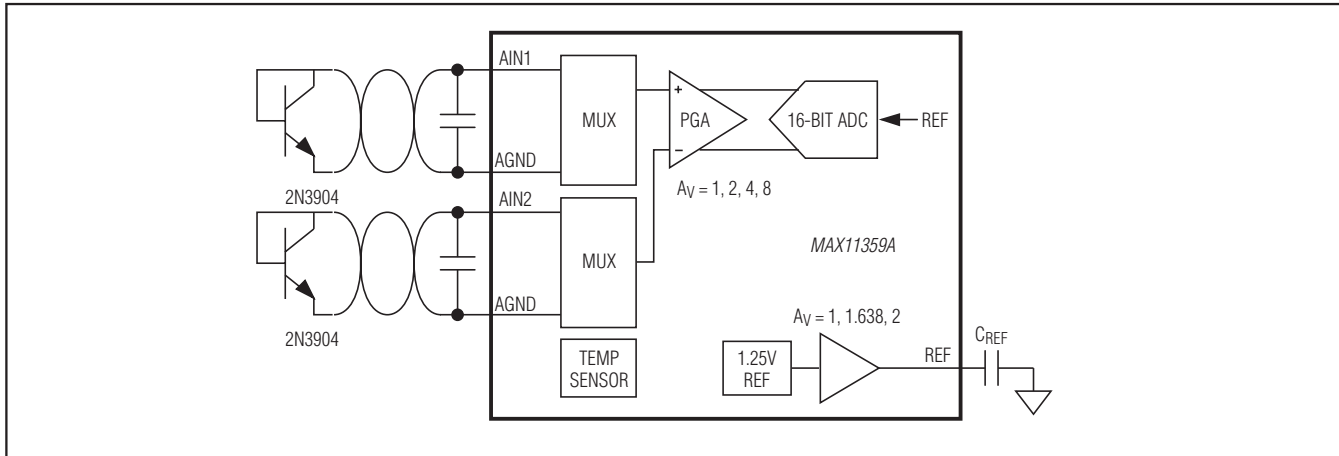 AIN1
MUX
+
PGA
−
16-BIT ADC
REF
AGND
2N3904
AV = 1, 2, 4, 8
AIN2
MUX
MAX11359A
AGND
2N3904
AV = 1, 1.638, 2
TEMP
SENSOR
1.25V
REF
REF
CREF